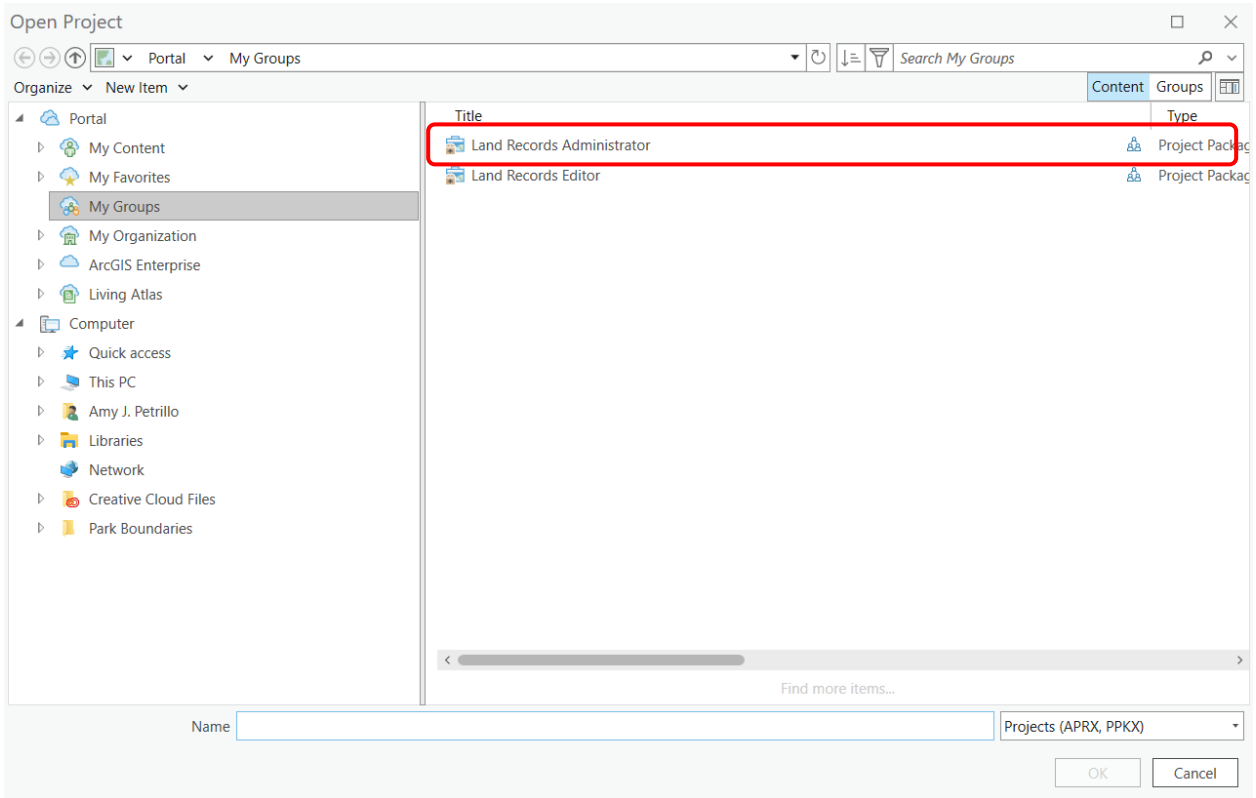 Open Project
Portal My Groups Search My Groups
Organize New Item Content Groups
Portal
My Content
My Favorites
My Groups
My Organization
ArcGIS Enterprise
Living Atlas
Computer
Quick access
This PC
Amy J. Petrillo
Libraries
Network
Creative Cloud Files
Park Boundaries
Title Type
Land Records Administrator Project Packag
Land Records Editor Project Packag
Find more items...
Name Projects (APRX, PPKX)
OK Cancel